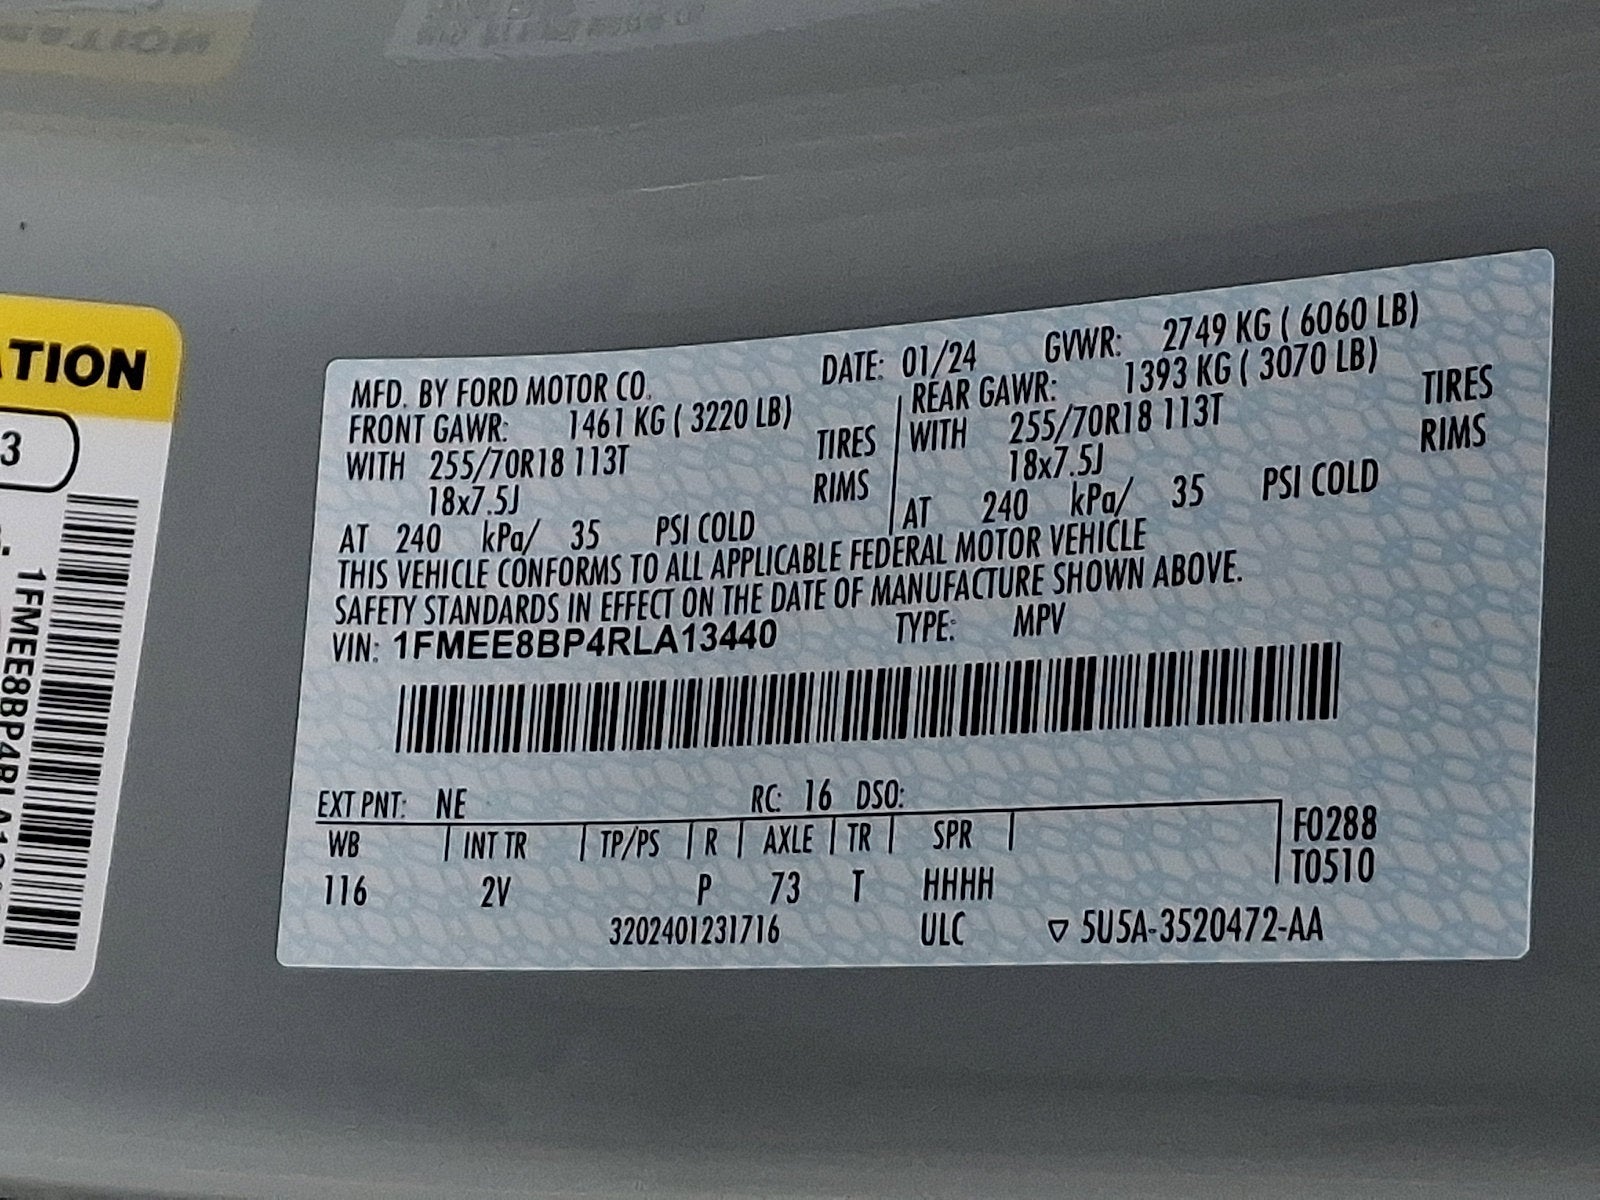 ATION
3
1FMEE8BP4RLA13
MFD. BY FORD MOTOR CO. DATE: 01/24 GVWR: 2749 KG ( 6060 LB)
FRONT GAWR: 1461 KG ( 3220 LB) REAR GAWR: 1393 KG ( 3070 LB)
WITH 255/70R18 113T TIRES WITH 255/70R18 113T TIRES
18x7.5J RIMS 18x7.5J RIMS
AT 240 kPa/ 35 PSI COLD AT 240 kPa/ 35 PSI COLD
THIS VEHICLE CONFORMS TO ALL APPLICABLE FEDERAL MOTOR VEHICLE
SAFETY STANDARDS IN EFFECT ON THE DATE OF MANUFACTURE SHOWN ABOVE.
VIN: 1FMEE8BP4RLA13440 TYPE: MPV
EXT PNT: NE RC: 16 DSO:
WB INT TR TP/PS R AXLE TR SPR F0288
116 2V P 73 T HHHH T0510
3202401231716 ULC ▽ 5U5A-3520472-AA